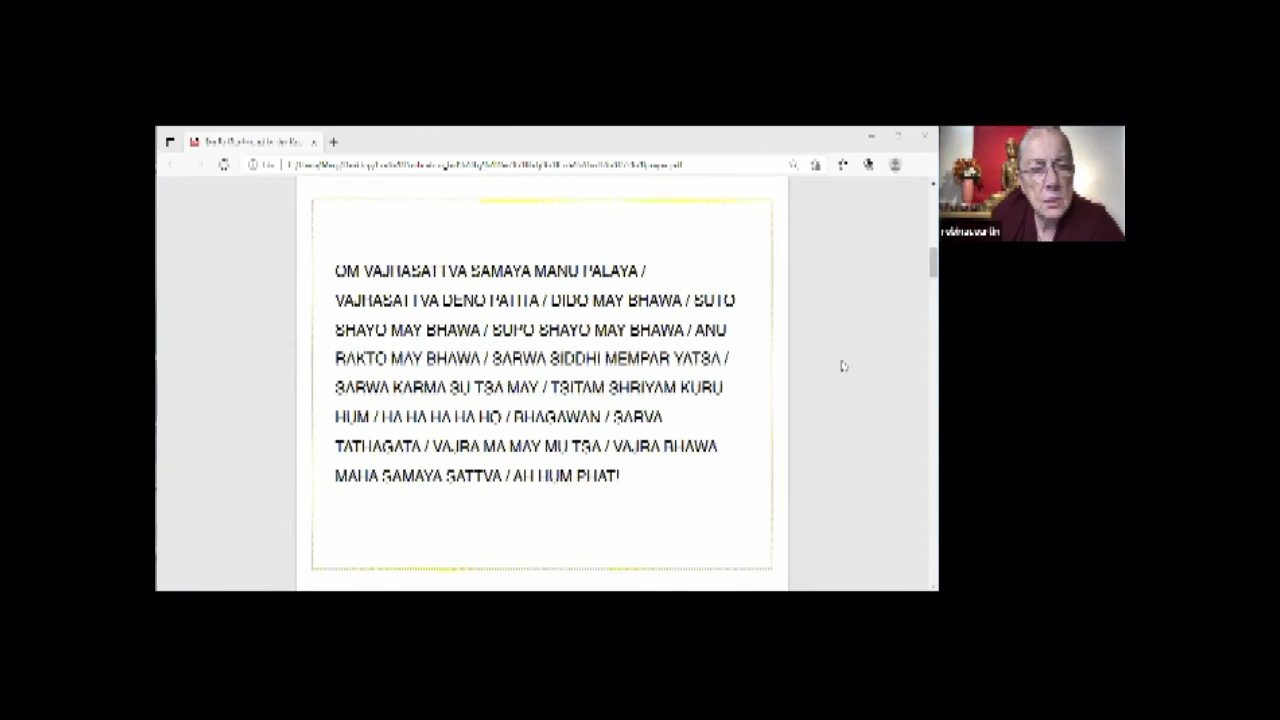 OM VAJRASATTVA SAMAYA MANU PALAYA /
VAJRASATTVA DENO PATITA / DIDO MAY BHAWA / SUTO
SHAYO MAY BHAWA / SUPO SHAYO MAY BHAWA / ANU
RAKTO MAY BHAWA / SARWA SIDDHI MEMPAR YATSA /
SARWA KARMA SU TSA MAY / TSITAM SHRIYAM KURU
HUM / HA HA HA HA HO / BHAGAWAN / SARVA
TATHAGATA / VAJRA MA MAY MU TSA / VAJRA BHAWA
MAHA SAMAYA SATTVA / AH HUM PHAT!
robinacourtin